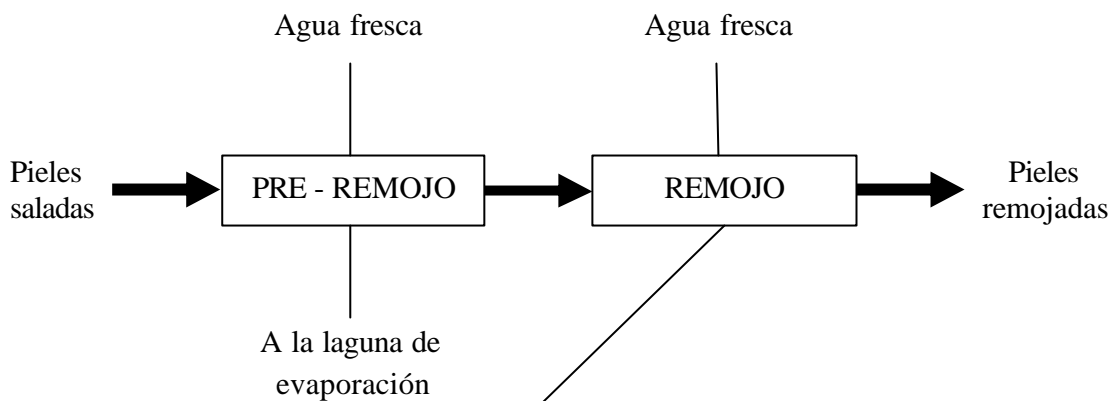 Agua fresca
Agua fresca
Pieles
saladas
PRE - REMOJO
REMOJO
Pieles
remojadas
A la laguna de
evaporación